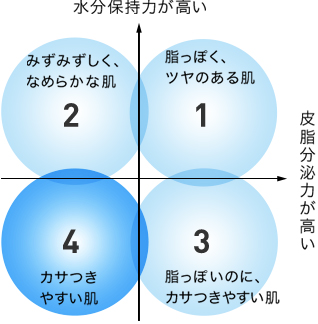 水分保持力が高い
みずみずしく、
なめらかな肌
2
脂っぽく、
ツヤのある肌
1
皮脂分泌力が高い
4
カサつき
やすい肌
3
脂っぽいのに、
カサつきやすい肌